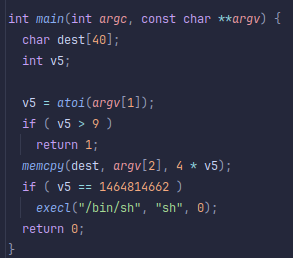 int main(int argc, const char **argv) {
  char dest[40];
  int v5;

  v5 = atoi(argv[1]);
  if ( v5 > 9 )
    return 1;
  memcpy(dest, argv[2], 4 * v5);
  if ( v5 == 1464814662 )
    execl("/bin/sh", "sh", 0);
  return 0;
}